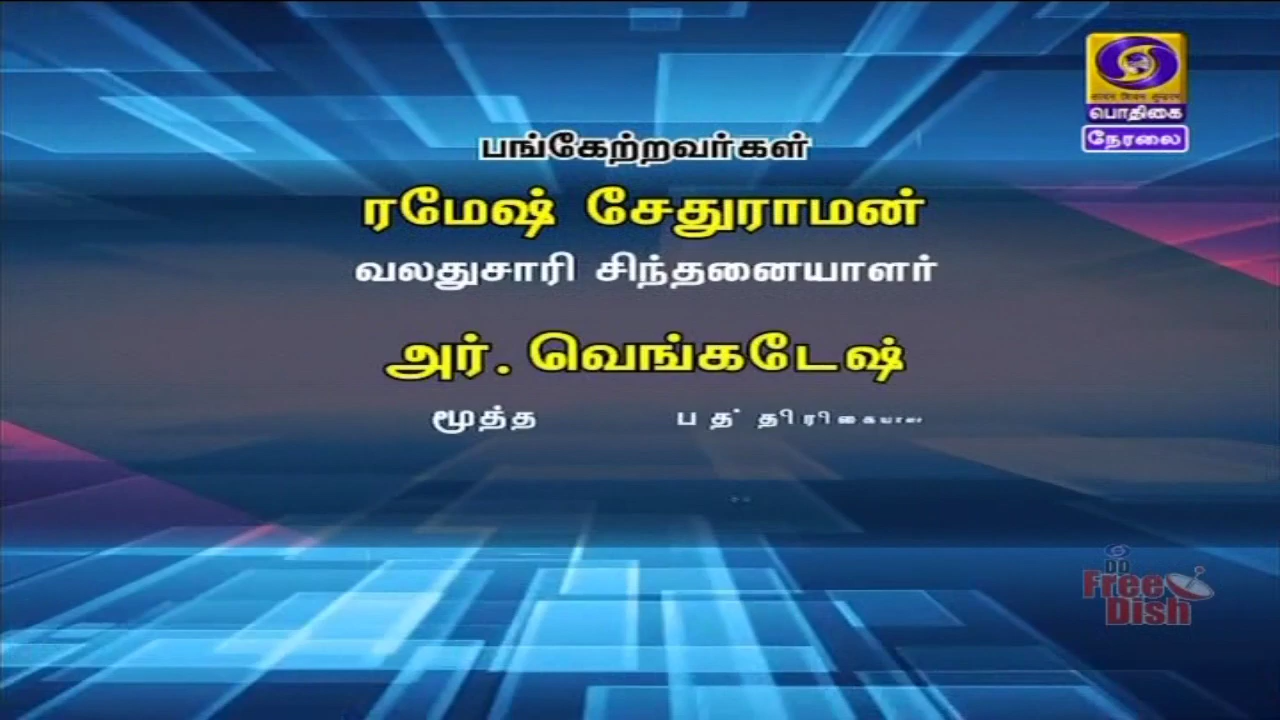 பங்கேற்றவர்கள்
ரமேஷ் சேதுராமன்
வலதுசாரி சிந்தனையாளர்
அர். வெங்கடேஷ்
மூத்த
பொதிகை
நேரலை
DD
Free
Dish